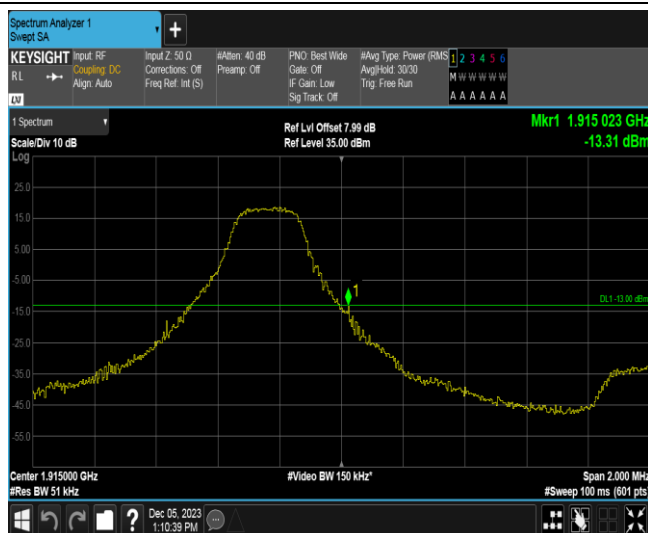 Spectrum Analyzer 1
Swept SA
+
KEYSIGHT
RL
LXI
Input: RF
Coupling: DC
Align: Auto
Input Z: 50 Ω
Corrections: Off
Freq Ref: Int (S)
#Atten: 40 dB
Preamp: Off
PNO: Best Wide
Gate: Off
IF Gain: Low
Sig Track: Off
#Avg Type: Power (RMS
Avg|Hold: 30/30
Trig: Free Run
1 2 3 4 5 6
M W W W W W
A A A A A A
1 Spectrum
Scale/Div 10 dB
Log
Ref Lvl Offset 7.99 dB
Ref Level 35.00 dBm
Mkr1 1.915 023 GHz
-13.31 dBm
25.0
15.0
5.00
-5.00
1
DL1 -13.00 dBm
-15.0
-25.0
-35.0
-45.0
-55.0
Center 1.915000 GHz
#Res BW 51 kHz
#Video BW 150 kHz*
Span 2.000 MHz
#Sweep 100 ms (601 pts)
?
Dec 05, 2023
1:10:39 PM